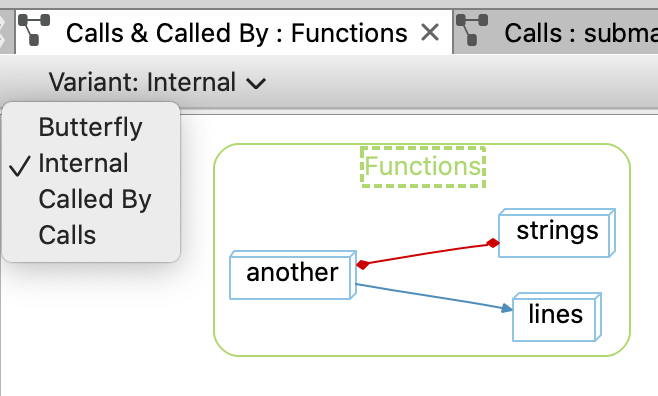 Calls & Called By : Functions
Calls : subma
Variant: Internal
Butterfly
Internal
Called By
Calls
Functions
strings
another
lines